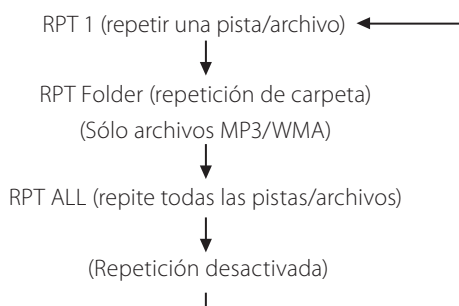 RPT 1 (repetir una pista/archivo)
RPT Folder (repetición de carpeta)
(Sólo archivos MP3/WMA)
RPT ALL (repite todas las pistas/archivos)
(Repetición desactivada)